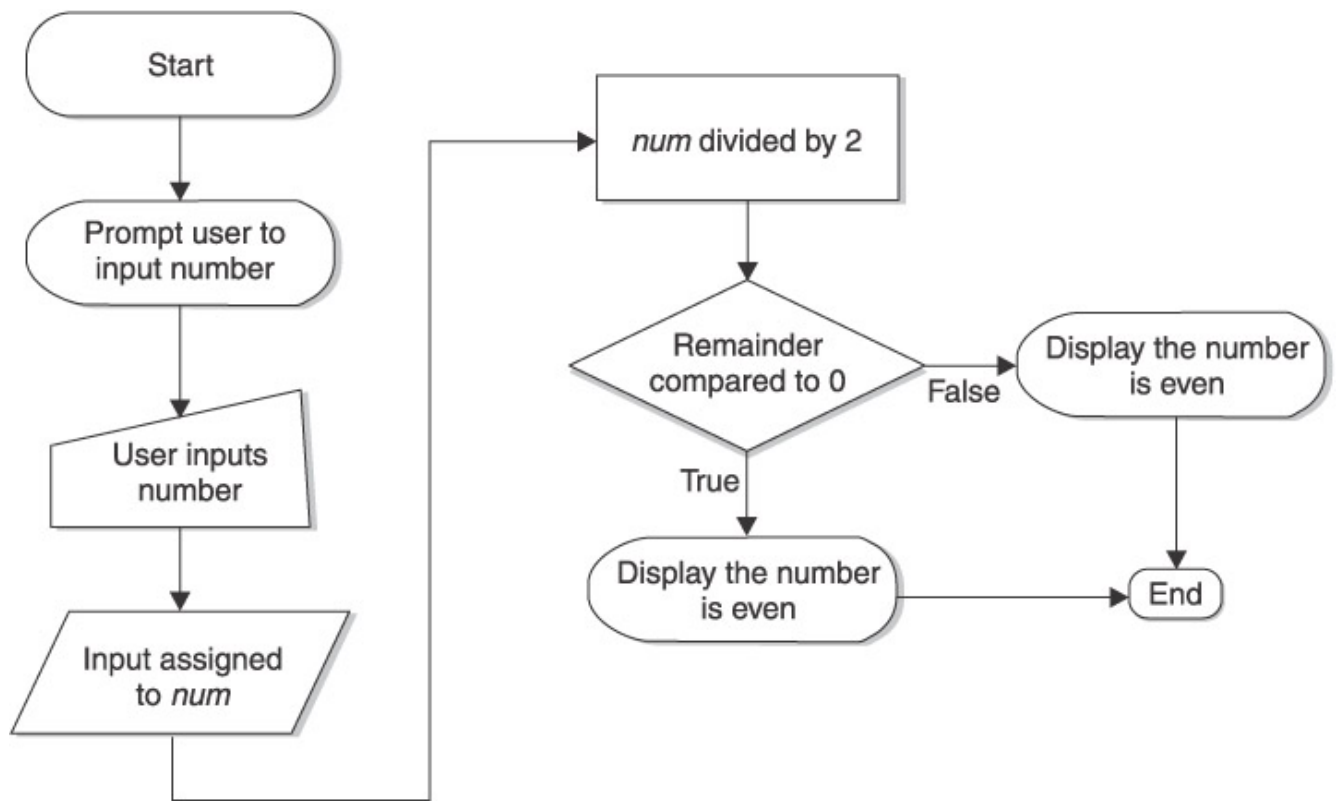 Start
Prompt user to
input number
User inputs
number
Input assigned
to num
num divided by 2
Remainder
compared to 0
False
Display the number
is even
True
Display the number
is even
End